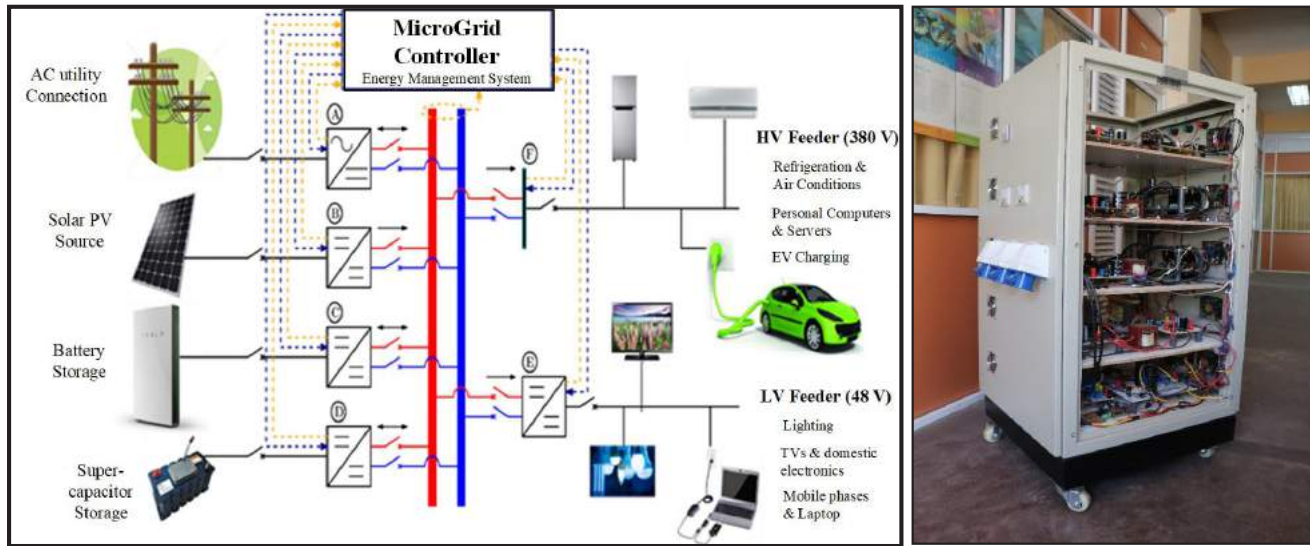 MicroGrid
Controller
Energy Management System
AC utility
Connection
A
Solar PV
Source
B
Battery
Storage
C
Super-
capacitor
Storage
D
F
HV Feeder (380 V)
Refrigeration &
Air Conditions
Personal Computers
& Servers
EV Charging
E
LV Feeder (48 V)
Lighting
TVs & domestic
electronics
Mobile phases
& Laptop